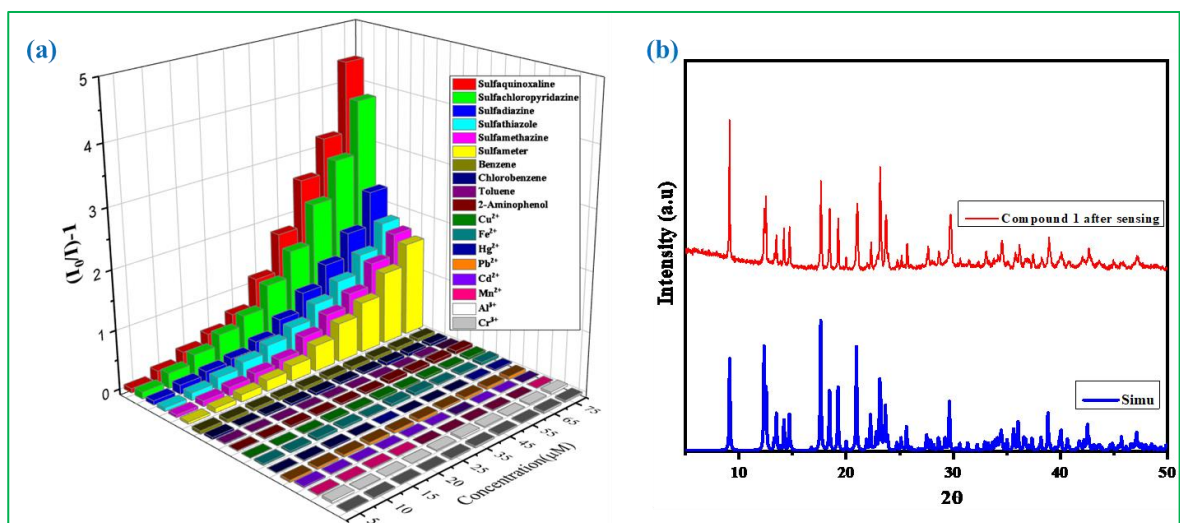 (a)
(I₀/I)-1
5
4
3
2
1
0
Sulfaquinoxaline
Sulfachloropyridazine
Sulfadiazine
Sulfathiazole
Sulfamethazine
Sulfameter
Benzene
Chlorobenzene
Toluene
2-Aminophenol
Cu²⁺
Fe²⁺
Hg²⁺
Pb²⁺
Cd²⁺
Mn²⁺
Al³⁺
Cr³⁺
5
10
15
20
25
35
45
55
65
75
Concentration(μM)
(b)
Intensity (a.u)
Compound 1 after sensing
Simu
10 20 30 40 50
2θ